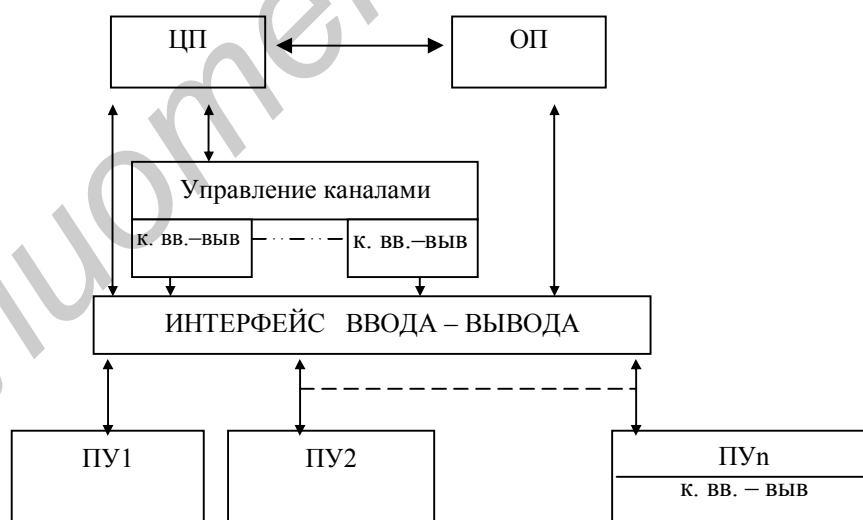 ЦП
ОП
Управление каналами
к. вв.–выв
к. вв.–выв
ИНТЕРФЕЙС ВВОДА – ВЫВОДА
ПУ1
ПУ2
ПУn
к. вв. – выв